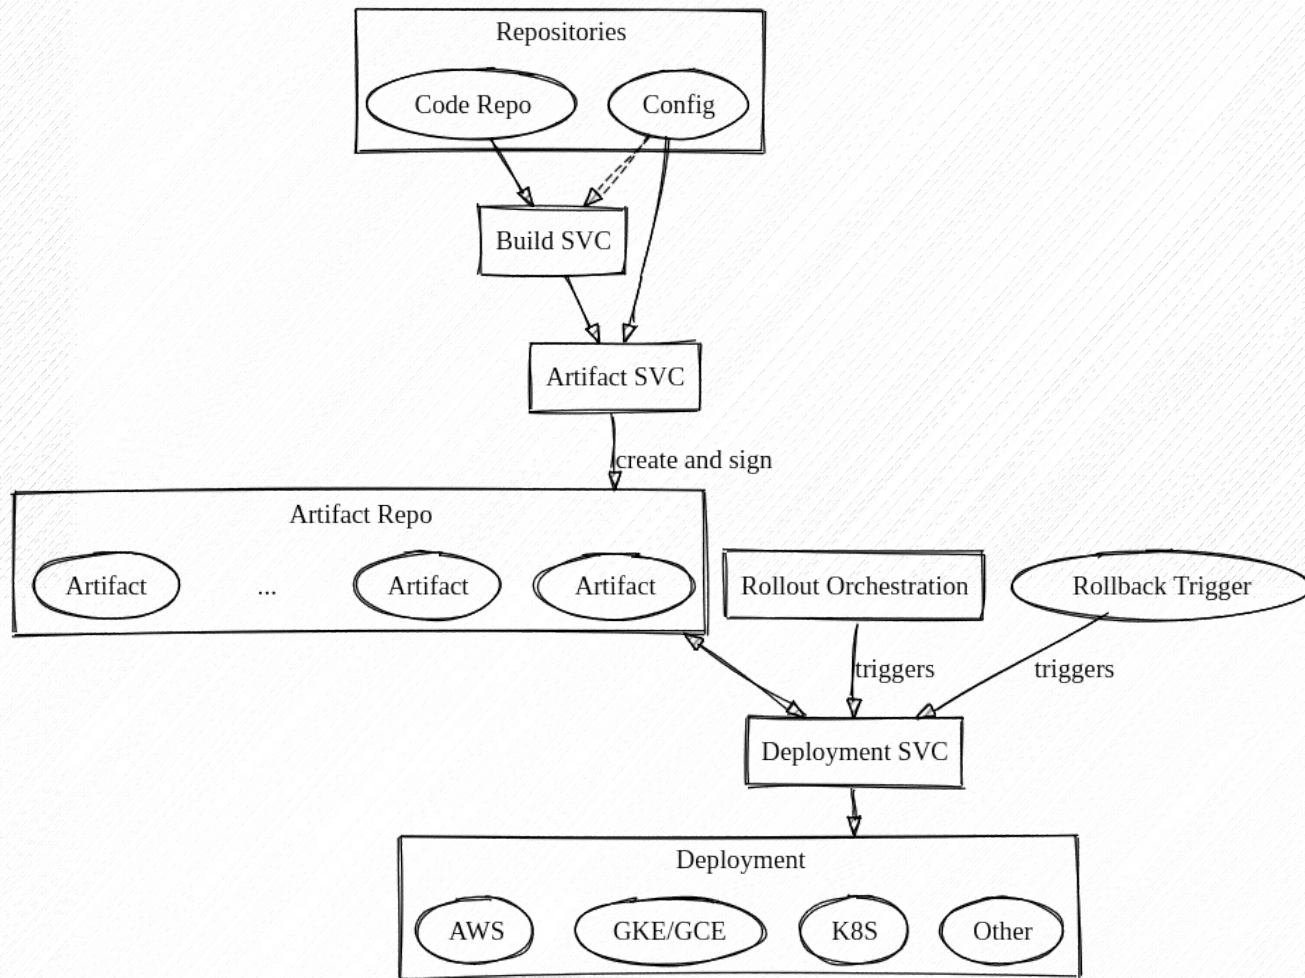 Repositories
Code Repo
Config
Build SVC
Artifact SVC
create and sign
Artifact Repo
Artifact
...
Artifact
Artifact
Rollout Orchestration
Rollback Trigger
triggers
triggers
Deployment SVC
Deployment
AWS
GKE/GCE
K8S
Other